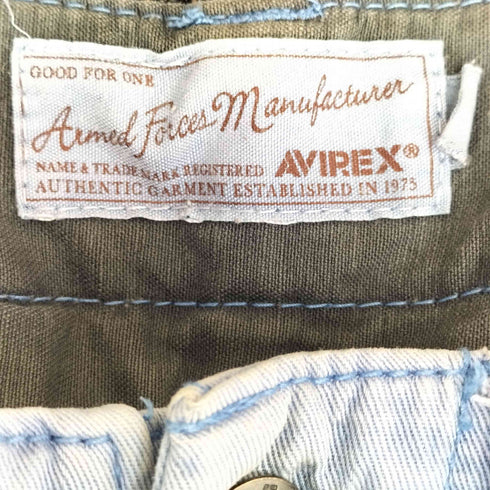 GOOD FOR ONE
Armed Forces Manufacturer
NAME & TRADEMARK REGISTERED AVIREX®
AUTHENTIC GARMENT ESTABLISHED IN 1975